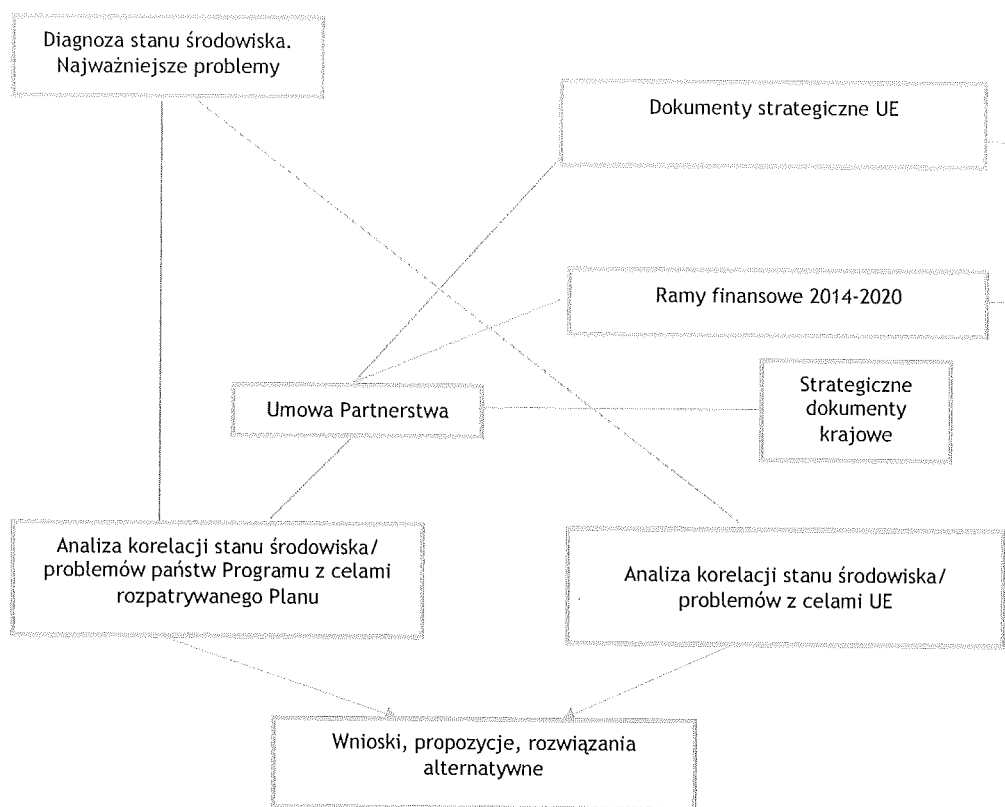 Diagnoza stanu środowiska.
Najważniejsze problemy
Dokumenty strategiczne UE
Ramy finansowe 2014-2020
Strategiczne
dokumenty
krajowe
Umowa Partnerstwa
Analiza korelacji stanu środowiska/
problemów państw Programu z celami
rozpatrywanego Planu
Analiza korelacji stanu środowiska/
problemów z celami UE
Wnioski, propozycje, rozwiązania
alternatywne